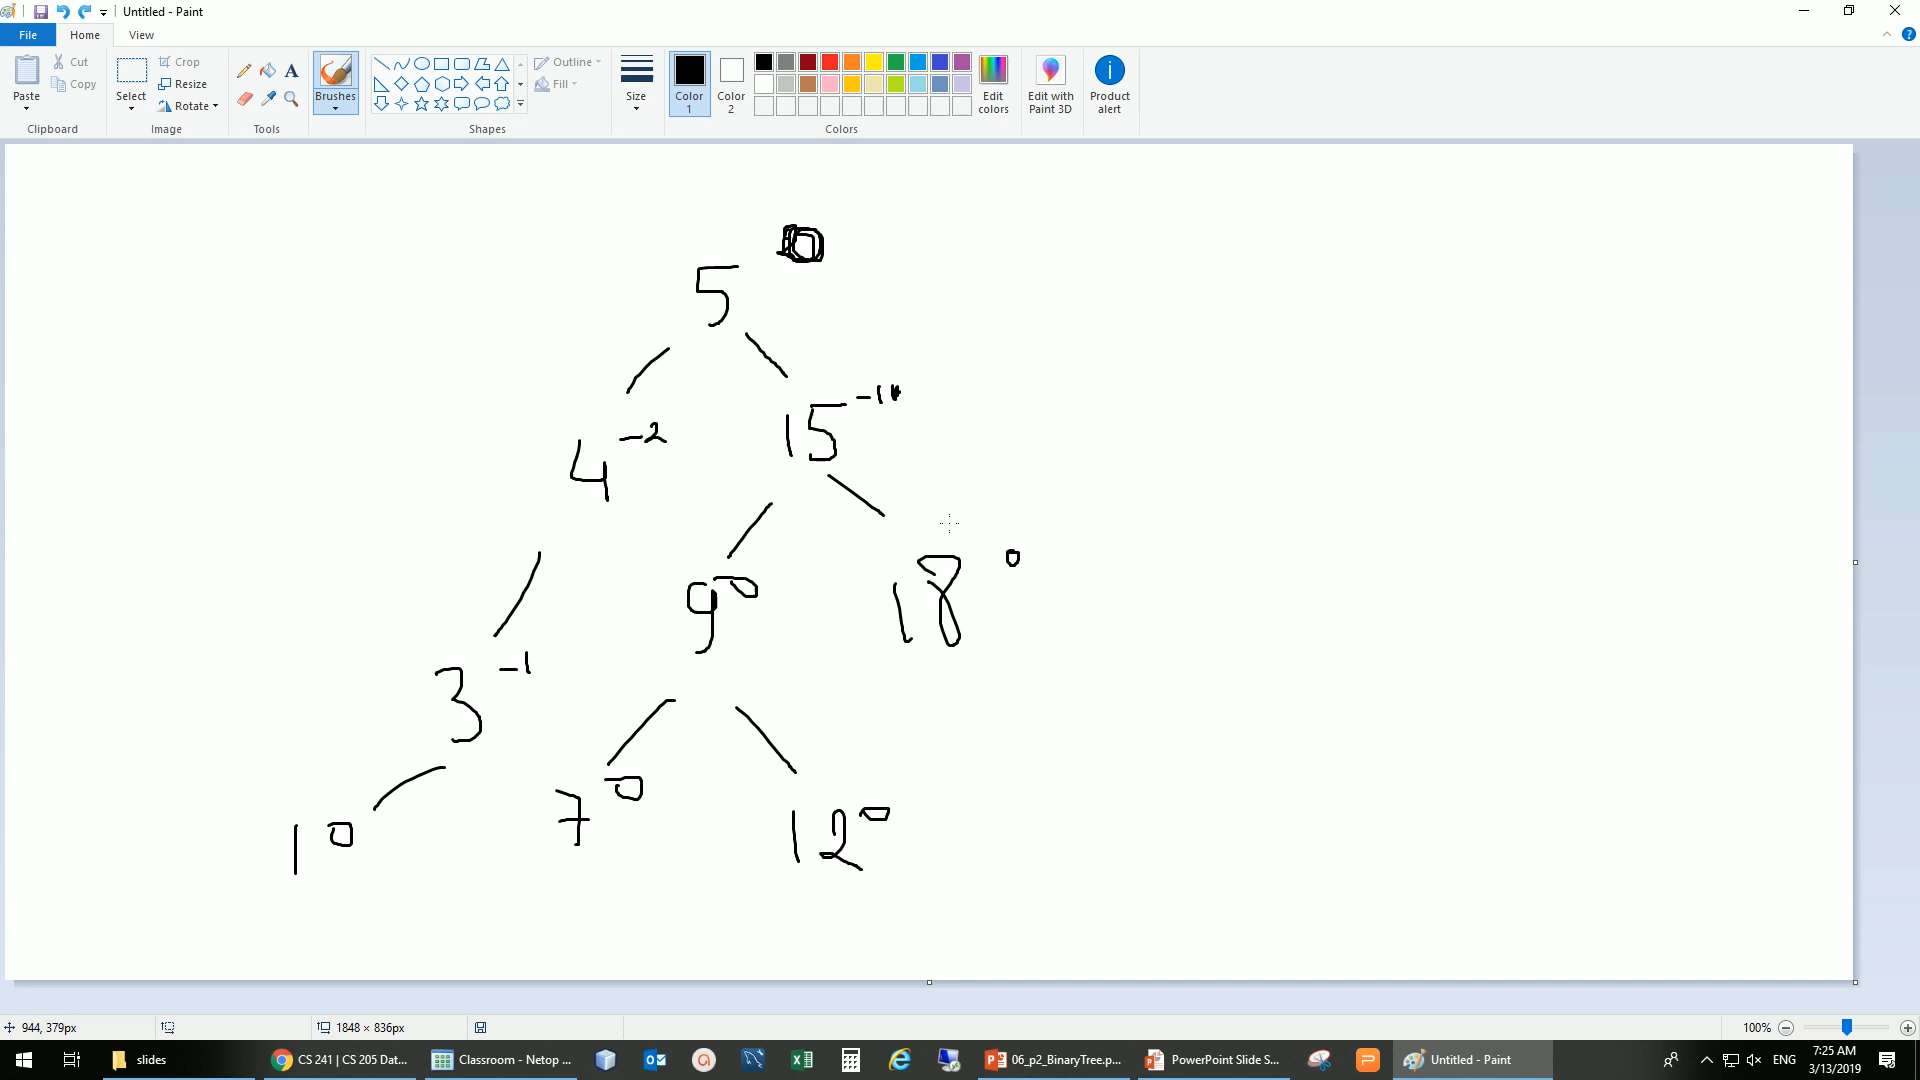 Untitled - Paint
File Home View
Paste
Cut
Copy
Clipboard
Select
Crop
Resize
Rotate
Image
Tools
Brushes
Shapes
Outline
Fill
Size
Color 1
Color 2
Colors
Edit colors
Edit with Paint 3D
Product alert
5
4 -2
15
3 -1
9 0
18 0
1 0
7 0
12 0
944, 379px
1848 × 836px
100%
slides
CS 241 | CS 205 Dat...
Classroom - Netop ...
06_p2_BinaryTree.p...
PowerPoint Slide S...
Untitled - Paint
ENG
7:25 AM
3/13/2019